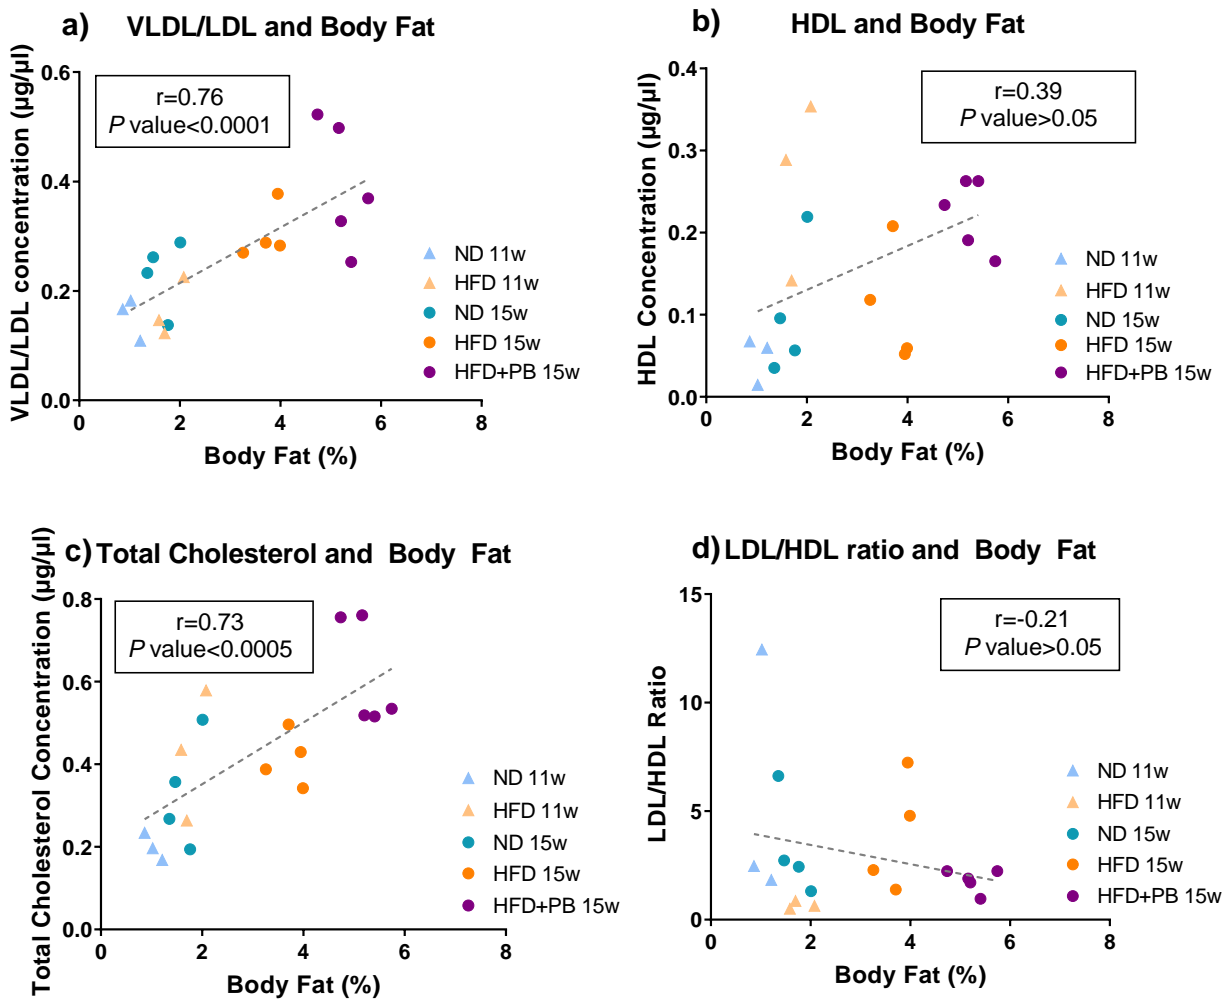 a) VLDL/LDL and Body Fat
VLDL/LDL concentration (µg/µl)
0.6
0.4
0.2
0.0
r=0.76
P value<0.0001
ND 11w
HFD 11w
ND 15w
HFD 15w
HFD+PB 15w
0 2 4 6 8
Body Fat (%)
b) HDL and Body Fat
HDL Concentration (µg/µl)
0.4
0.3
0.2
0.1
0.0
r=0.39
P value>0.05
ND 11w
HFD 11w
ND 15w
HFD 15w
HFD+PB 15w
0 2 4 6 8
Body Fat (%)
c) Total Cholesterol and Body Fat
Total Cholesterol Concentration (µg/µl)
0.8
0.6
0.4
0.2
0.0
r=0.73
P value<0.0005
ND 11w
HFD 11w
ND 15w
HFD 15w
HFD+PB 15w
0 2 4 6 8
Body Fat (%)
d) LDL/HDL ratio and Body Fat
LDL/HDL Ratio
15
10
5
0
r=-0.21
P value>0.05
ND 11w
HFD 11w
ND 15w
HFD 15w
HFD+PB 15w
0 2 4 6 8
Body Fat (%)